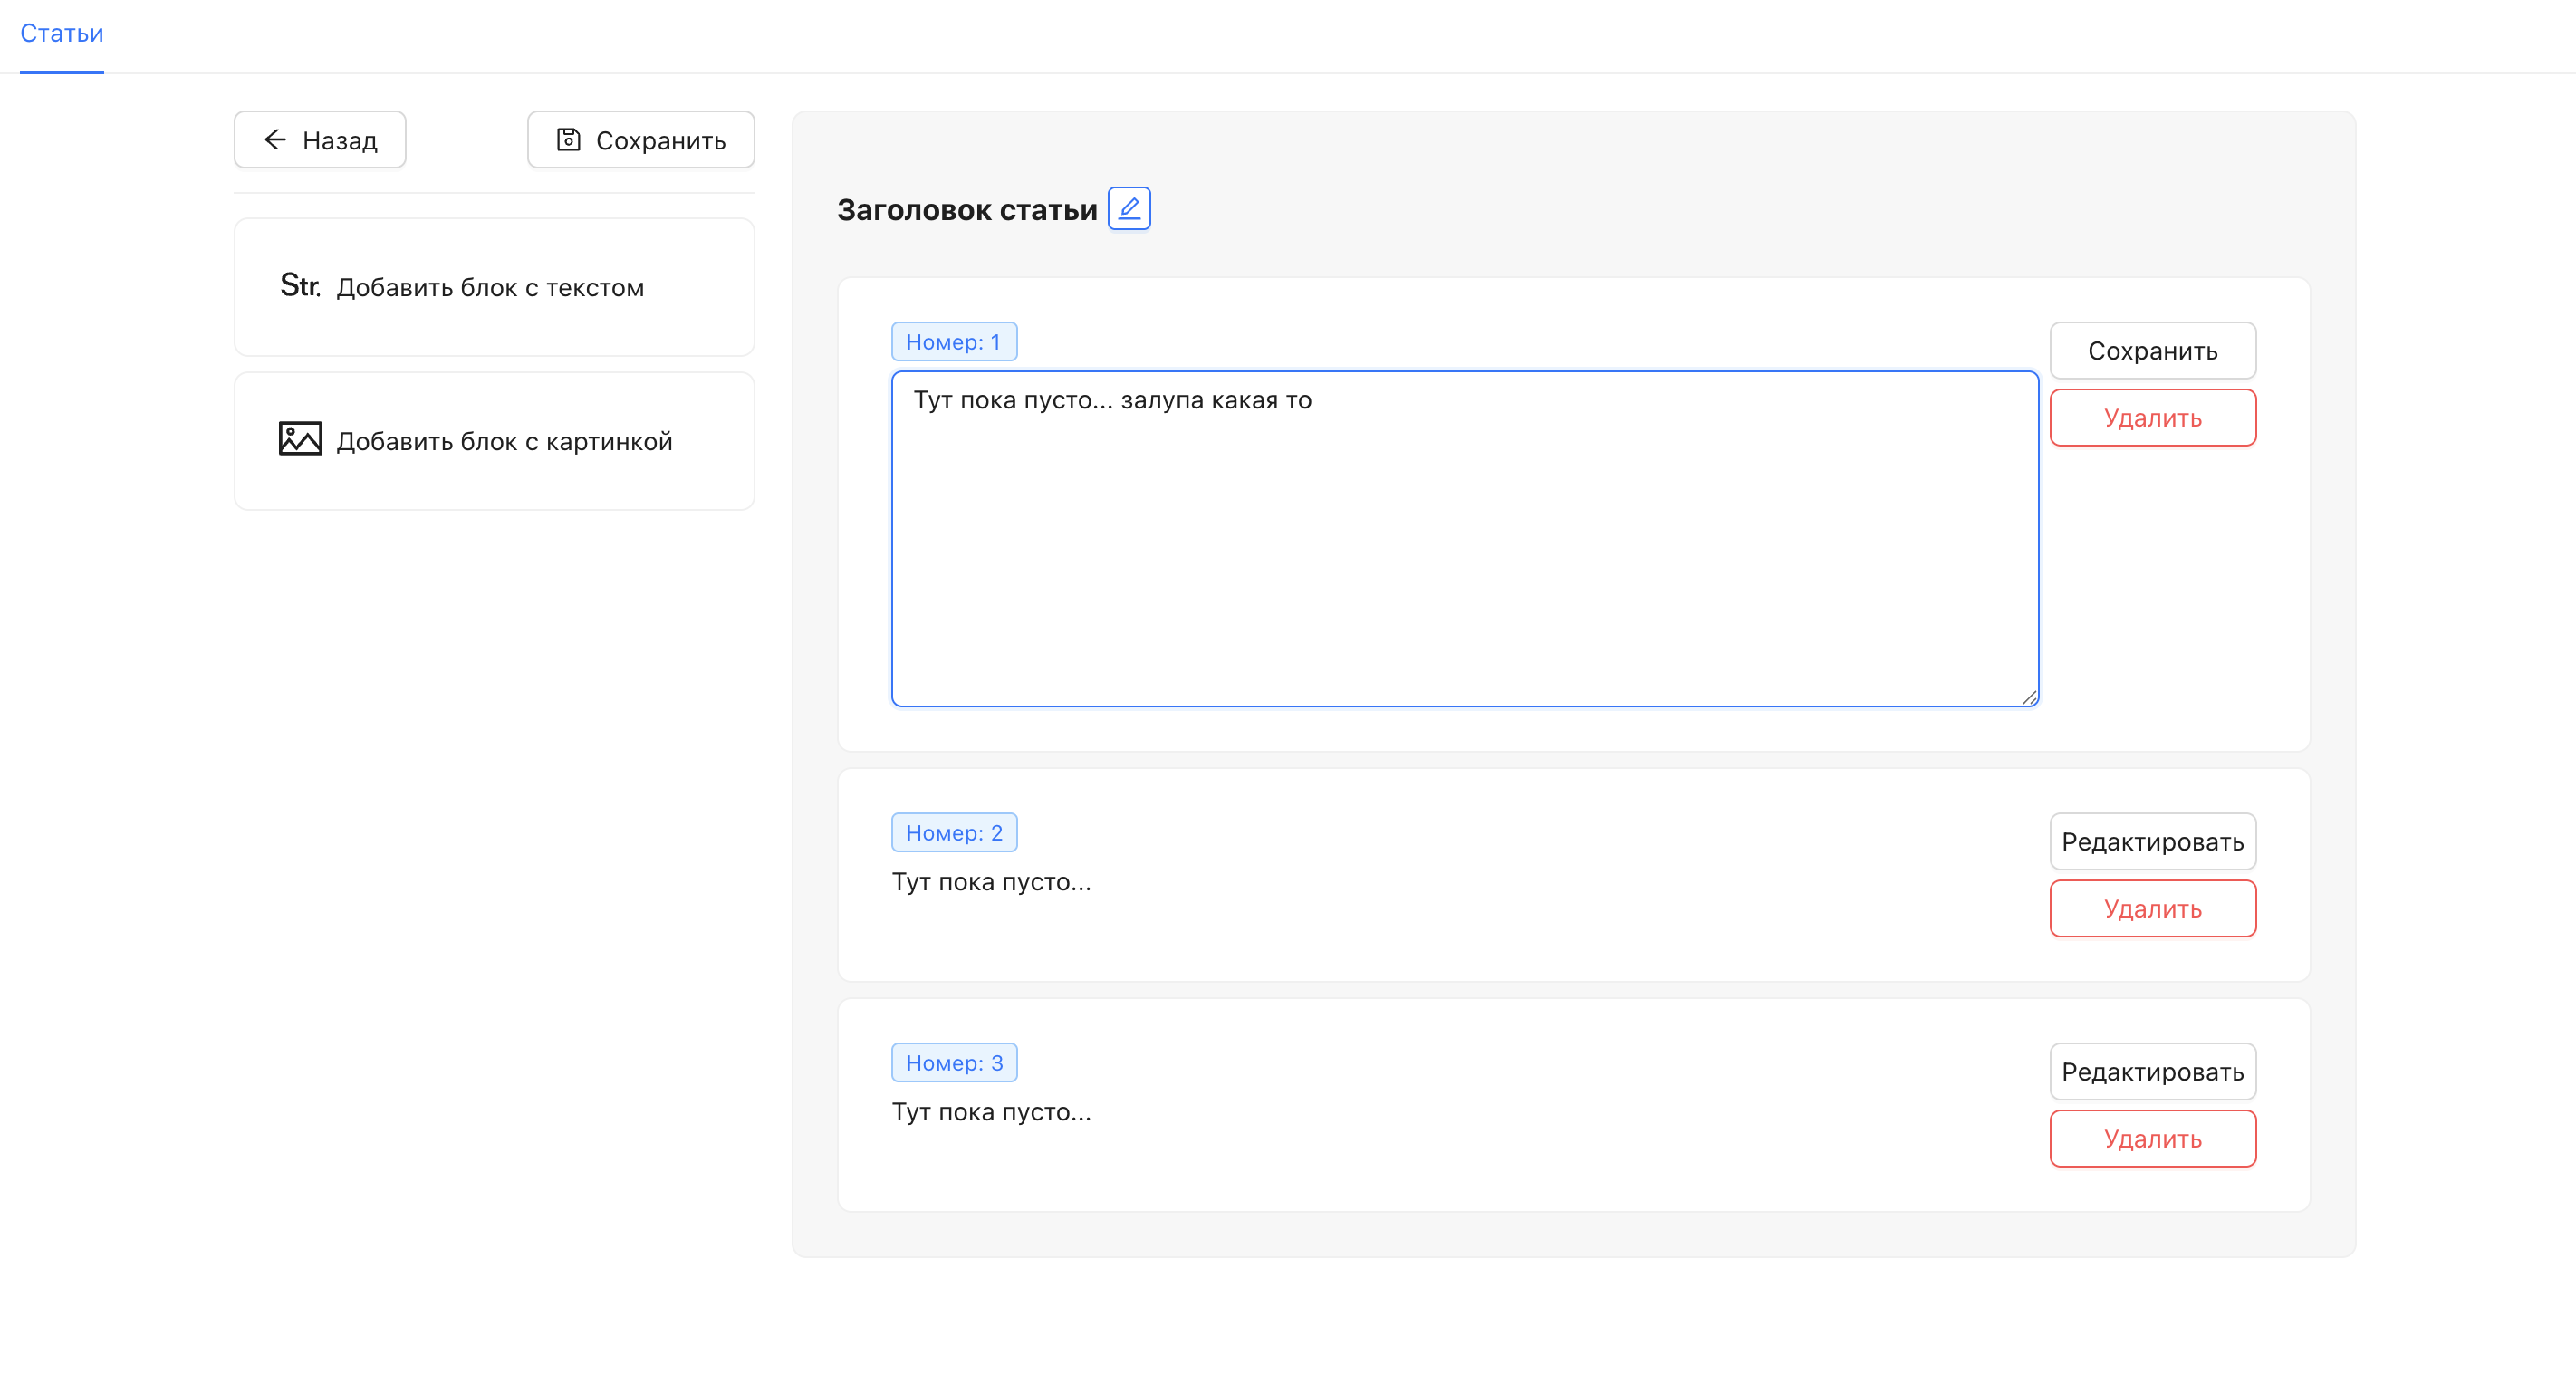 Статьи
Назад
Сохранить
Str. Добавить блок с текстом
Добавить блок с картинкой
Заголовок статьи
Номер: 1
Тут пока пусто... залупа какая то
Сохранить
Удалить
Номер: 2
Тут пока пусто...
Редактировать
Удалить
Номер: 3
Тут пока пусто...
Редактировать
Удалить